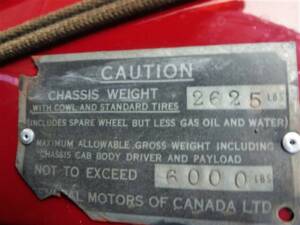 CAUTION
CHASSIS WEIGHT 2625 LBS
WITH COWL AND STANDARD TIRES
(INCLUDES SPARE WHEEL BUT LESS GAS OIL AND WATER)
MAXIMUM ALLOWABLE GROSS WEIGHT INCLUDING
CHASSIS CAB BODY DRIVER AND PAYLOAD
NOT TO EXCEED 6000 LBS
MOTORS OF CANADA LTD